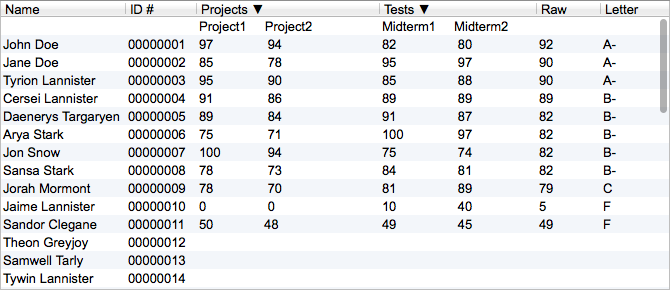 Name ID # Projects ▼ Tests ▼ Raw Letter
Project1 Project2 Midterm1 Midterm2
John Doe 00000001 97 94 82 80 92 A-
Jane Doe 00000002 85 78 95 97 90 A-
Tyrion Lannister 00000003 95 90 85 88 90 A-
Cersei Lannister 00000004 91 86 89 89 89 B-
Daenerys Targaryen 00000005 89 84 91 87 82 B-
Arya Stark 00000006 75 71 100 97 82 B-
Jon Snow 00000007 100 94 75 74 82 B-
Sansa Stark 00000008 78 73 84 81 82 B-
Jorah Mormont 00000009 78 70 81 89 79 C
Jaime Lannister 00000010 0 0 10 40 5 F
Sandor Clegane 00000011 50 48 49 45 49 F
Theon Greyjoy 00000012
Samwell Tarly 00000013
Tywin Lannister 00000014